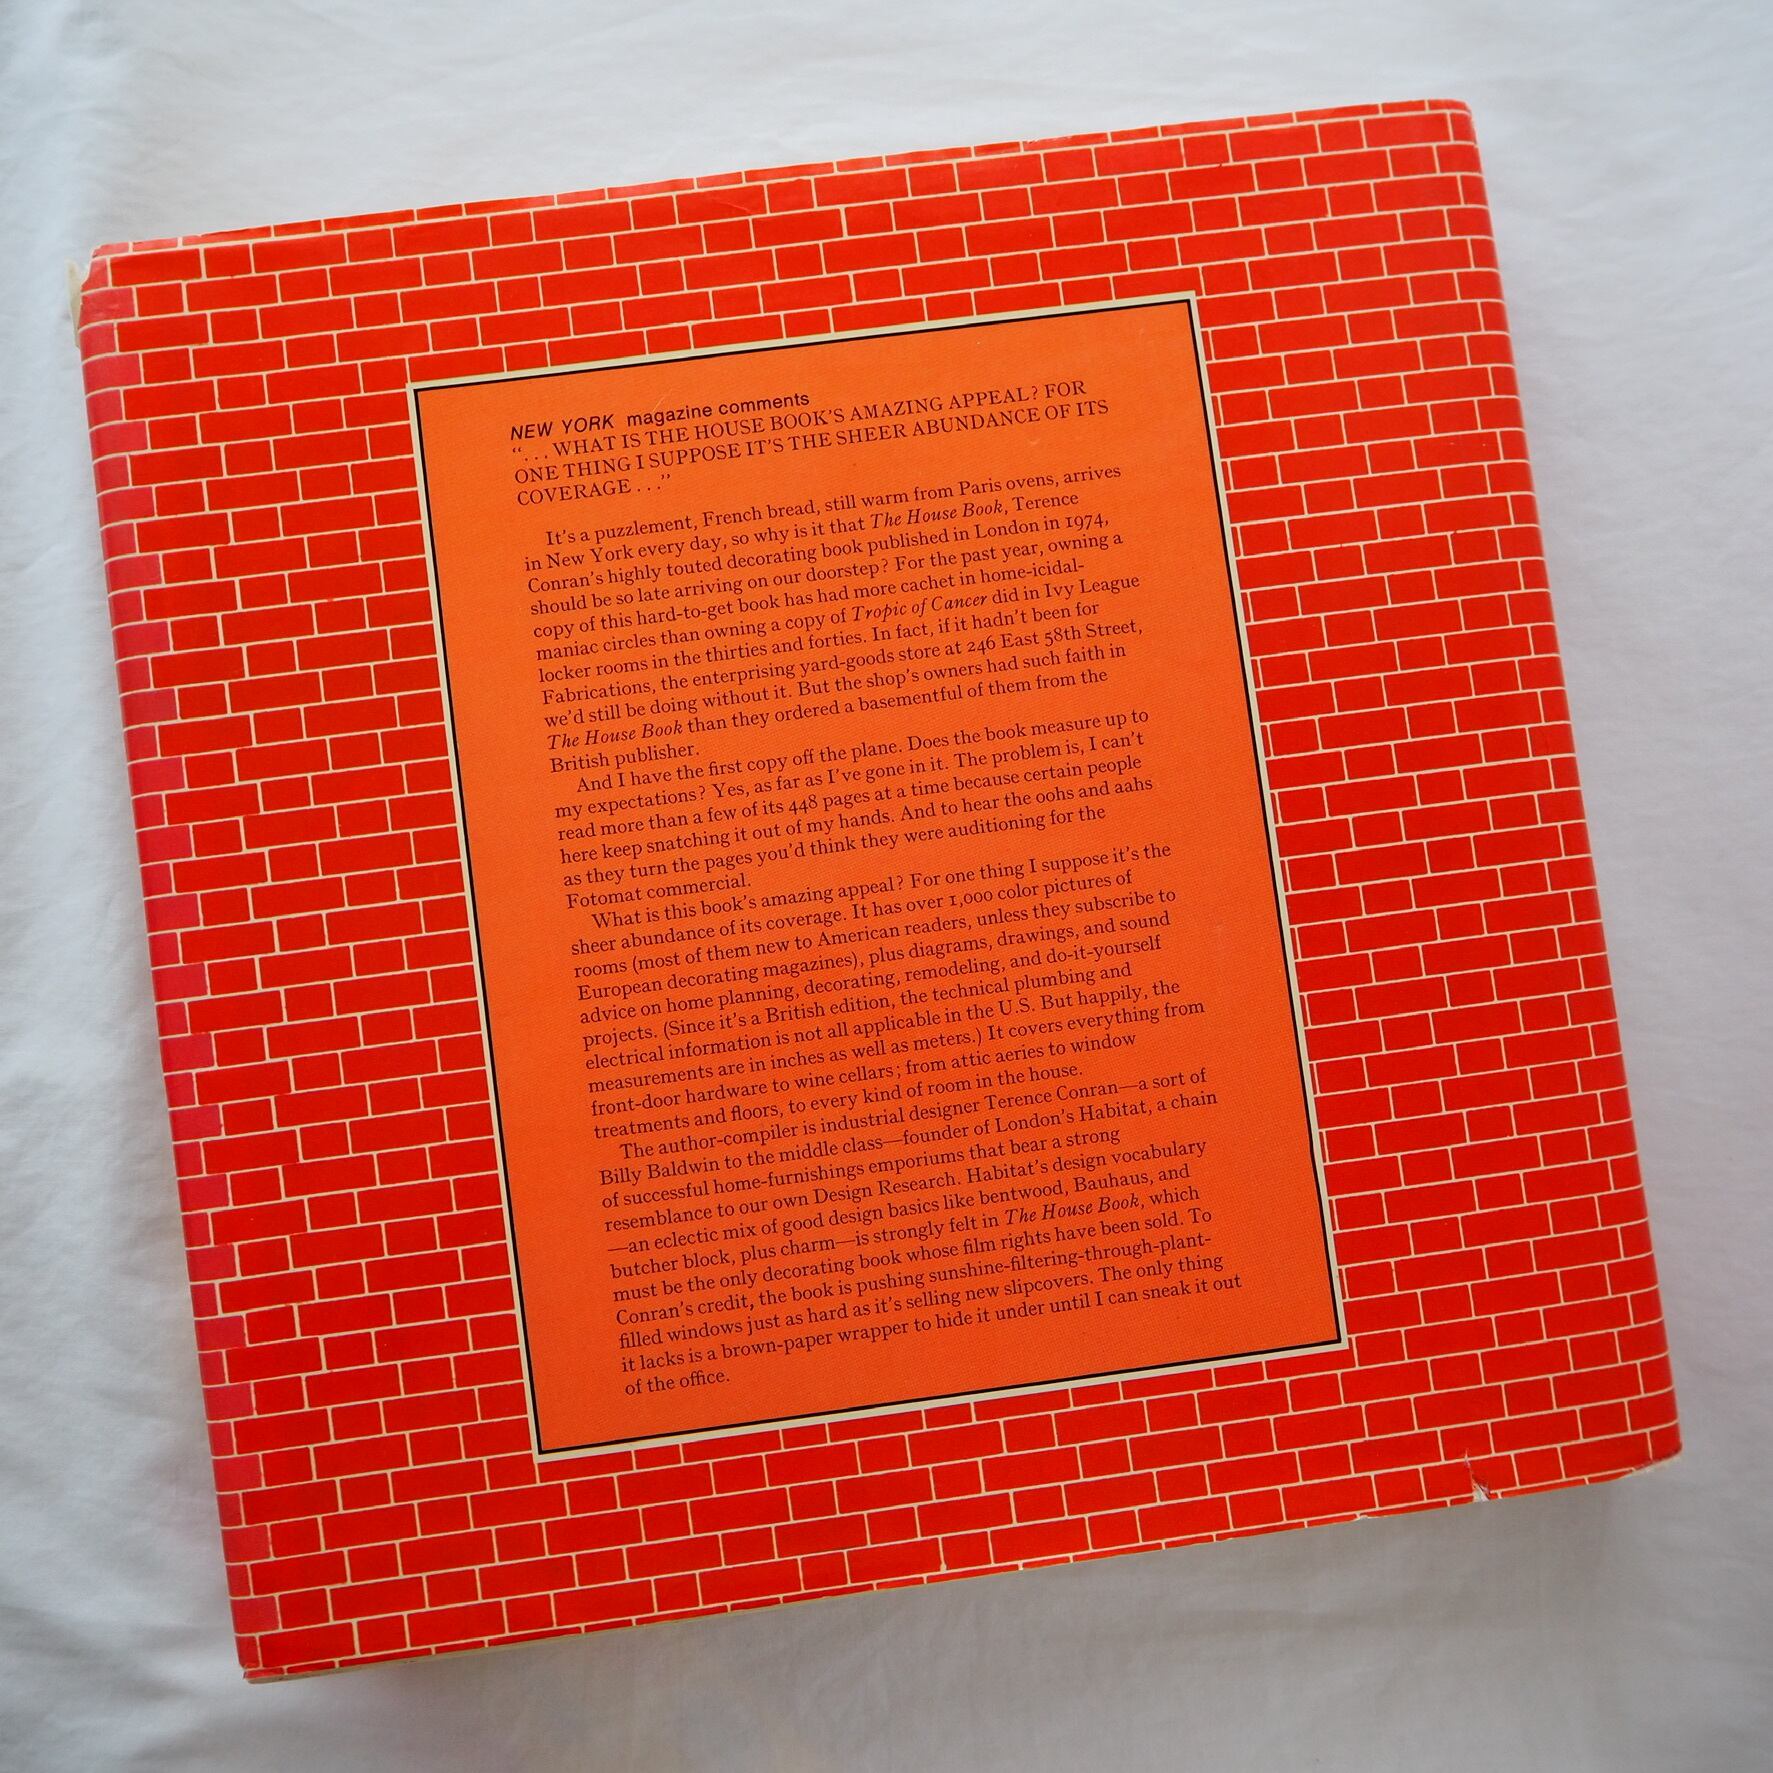 NEW YORK magazine comments
“. . . WHAT IS THE HOUSE BOOK’S AMAZING APPEAL? FOR
ONE THING I SUPPOSE IT’S THE SHEER ABUNDANCE OF ITS
COVERAGE . . .”
It’s a puzzlement, French bread, still warm from Paris ovens, arrives
in New York every day, so why is it that The House Book, Terence
Conran’s highly touted decorating book published in London in 1974,
should be so late arriving on our doorstep? For the past year, owning a
copy of this hard-to-get book has had more cachet in home-icidal-
maniac circles than owning a copy of Tropic of Cancer did in Ivy League
locker rooms in the thirties and forties. In fact, if it hadn’t been for
Fabrications, the enterprising yard-goods store at 246 East 58th Street,
we’d still be doing without it. But the shop’s owners had such faith in
The House Book than they ordered a basementful of them from the
British publisher.
And I have the first copy off the plane. Does the book measure up to
my expectations? Yes, as far as I’ve gone in it. The problem is, I can’t
read more than a few of its 448 pages at a time because certain people
here keep snatching it out of my hands. And to hear the oohs and aahs
as they turn the pages you’d think they were auditioning for the
Fotomat commercial.
What is this book’s amazing appeal? For one thing I suppose it’s the
sheer abundance of its coverage. It has over 1,000 color pictures of
rooms (most of them new to American readers, unless they subscribe to
European decorating magazines), plus diagrams, drawings, and sound
advice on home planning, decorating, remodeling, and do-it-yourself
projects. (Since it’s a British edition, the technical plumbing and
electrical information is not all applicable in the U.S. But happily, the
measurements are in inches as well as meters.) It covers everything from
front-door hardware to wine cellars; from attic aeries to window
treatments and floors, to every kind of room in the house.
The author-compiler is industrial designer Terence Conran—a sort of
Billy Baldwin to the middle class—founder of London’s Habitat, a chain
of successful home-furnishings emporiums that bear a strong
resemblance to our own Design Research. Habitat’s design vocabulary
—an eclectic mix of good design basics like bentwood, Bauhaus, and
butcher block, plus charm—is strongly felt in The House Book, which
must be the only decorating book whose film rights have been sold. To
Conran’s credit, the book is pushing sunshine-filtering-through-plant-
filled windows just as hard as it’s selling new slipcovers. The only thing
it lacks is a brown-paper wrapper to hide it under until I can sneak it out
of the office.